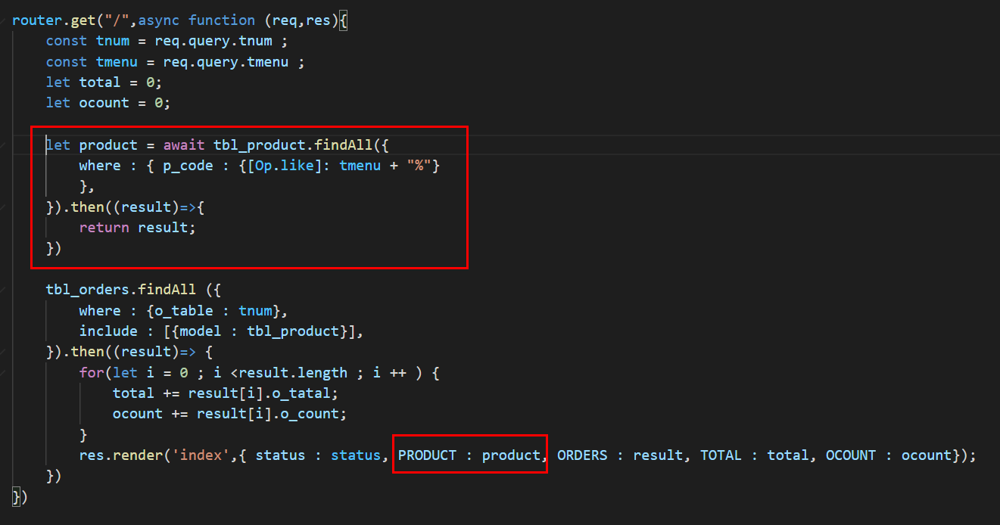 router.get("/",async function (req,res){
    const tnum = req.query.tnum ;
    const tmenu = req.query.tmenu ;
    let total = 0;
    let ocount = 0;
    let product = await tbl_product.findAll({
        where : { p_code : {[Op.like]: tmenu + "%"}
        },
    }).then((result)=>{
        return result;
    })
    tbl_orders.findAll ({
        where : {o_table : tnum},
        include : [{model : tbl_product}],
    }).then((result)=> {
        for(let i = 0 ; i <result.length ; i ++ ) {
            total += result[i].o_tatal;
            ocount += result[i].o_count;
        }
        res.render('index',{ status : status, PRODUCT : product, ORDERS : result, TOTAL : total, OCOUNT : ocount});
    })
})